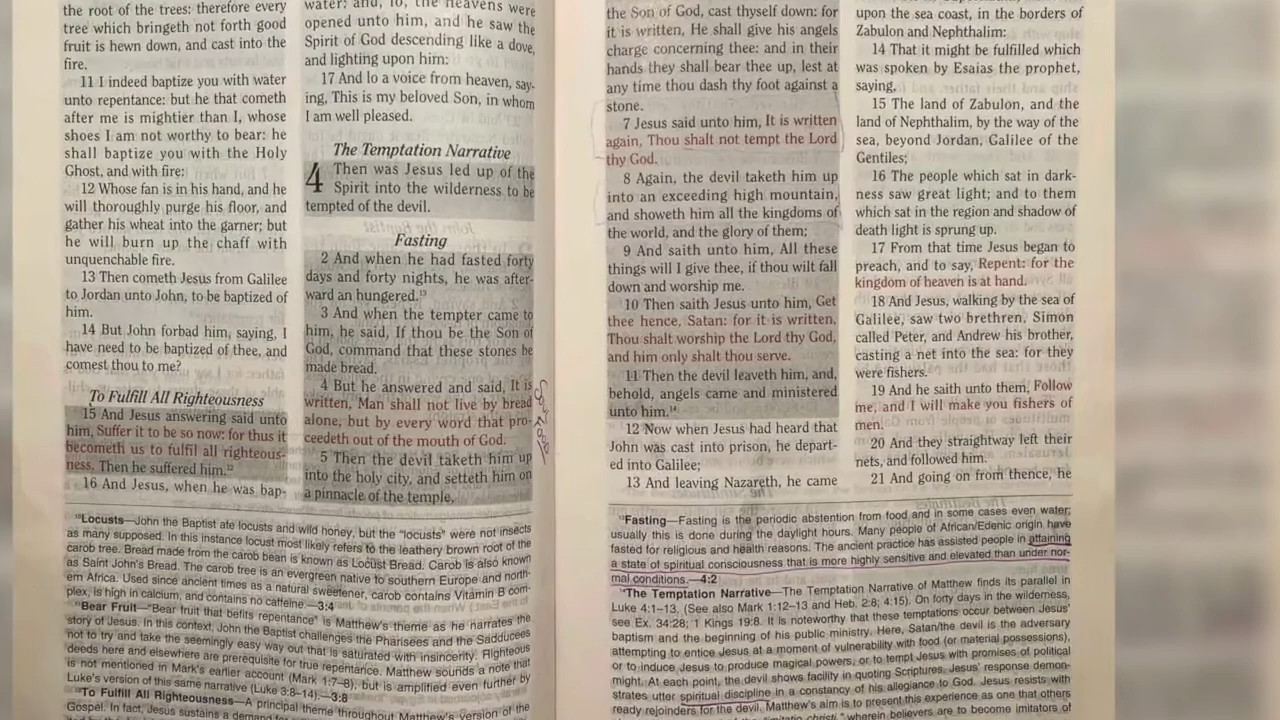 the root of the trees: therefore every
tree which bringeth not forth good
fruit is hewn down, and cast into the
fire.
11 I indeed baptize you with water
unto repentance: but he that cometh
after me is mightier than I, whose
shoes I am not worthy to bear: he
shall baptize you with the Holy
Ghost, and with fire:
12 Whose fan is in his hand, and he
will thoroughly purge his floor, and
gather his wheat into the garner; but
he will burn up the chaff with
unquenchable fire.
13 Then cometh Jesus from Galilee
to Jordan unto John, to be baptized of
him.
14 But John forbad him, saying, I
have need to be baptized of thee, and
comest thou to me?
To Fulfill All Righteousness
15 And Jesus answering said unto
him, Suffer it to be so now: for thus it
becometh us to fulfil all righteous-
ness. Then he suffered him.12
16 And Jesus, when he was bap-
water: and, lo, the heavens were
opened unto him, and he saw the
Spirit of God descending like a dove,
and lighting upon him:
17 And lo a voice from heaven, say-
ing, This is my beloved Son, in whom
I am well pleased.
The Temptation Narrative
4 Then was Jesus led up of the
Spirit into the wilderness to be
tempted of the devil.
Fasting
2 And when he had fasted forty
days and forty nights, he was after-
ward an hungered.13
3 And when the tempter came to
him, he said, If thou be the Son of
God, command that these stones be
made bread.
4 But he answered and said, It is
written, Man shall not live by bread
alone, but by every word that pro-
ceedeth out of the mouth of God.
5 Then the devil taketh him up
into the holy city, and setteth him on
a pinnacle of the temple,
Soul Food
10Locusts—John the Baptist ate locusts and wild honey, but the "locusts" were not insects
as many supposed. In this instance locust most likely refers to the leathery brown root of the
carob tree. Bread made from the carob bean is known as Locust Bread. Carob is also known
as Saint John's Bread. The carob tree is an evergreen native to southern Europe and north-
ern Africa. Used since ancient times as a natural sweetener, carob contains Vitamin B com-
plex, is high in calcium, and contains no caffeine.—3:4
11Bear Fruit—"Bear fruit that befits repentance" is Matthew's theme as he narrates the
story of Jesus. In this context, John the Baptist challenges the Pharisees and the Sadducees
not to try and take the seemingly easy way out that is saturated with insincerity. Righteous
deeds here and elsewhere are prerequisite for true repentance. Matthew sounds a note that
is not mentioned in Mark's earlier account (Mark 1:7–8), but is amplified even further by
Luke's version of this same narrative (Luke 3:8–14).—3:8
12To Fulfill All Righteousness—A principal theme throughout Matthew's version of the
Gospel. In fact, Jesus sustains a demand for
the Son of God, cast thyself down: for
it is written, He shall give his angels
charge concerning thee: and in their
hands they shall bear thee up, lest at
any time thou dash thy foot against a
stone.
7 Jesus said unto him, It is written
again, Thou shalt not tempt the Lord
thy God.
8 Again, the devil taketh him up
into an exceeding high mountain,
and showeth him all the kingdoms of
the world, and the glory of them;
9 And saith unto him, All these
things will I give thee, if thou wilt fall
down and worship me.
10 Then saith Jesus unto him, Get
thee hence, Satan: for it is written,
Thou shalt worship the Lord thy God,
and him only shalt thou serve.
11 Then the devil leaveth him, and,
behold, angels came and ministered
unto him.14
12 Now when Jesus had heard that
John was cast into prison, he depart-
ed into Galilee;
13 And leaving Nazareth, he came
upon the sea coast, in the borders of
Zabulon and Nephthalim:
14 That it might be fulfilled which
was spoken by Esaias the prophet,
saying,
15 The land of Zabulon, and the
land of Nephthalim, by the way of the
sea, beyond Jordan, Galilee of the
Gentiles;
16 The people which sat in dark-
ness saw great light; and to them
which sat in the region and shadow of
death light is sprung up.
17 From that time Jesus began to
preach, and to say, Repent: for the
kingdom of heaven is at hand.
18 And Jesus, walking by the sea of
Galilee, saw two brethren, Simon
called Peter, and Andrew his brother,
casting a net into the sea: for they
were fishers.
19 And he saith unto them, Follow
me, and I will make you fishers of
men.
20 And they straightway left their
nets, and followed him.
21 And going on from thence, he
13Fasting—Fasting is the periodic abstention from food and in some cases even water;
usually this is done during the daylight hours. Many people of African/Edenic origin have
fasted for religious and health reasons. The ancient practice has assisted people in attaining
a state of spiritual consciousness that is more highly sensitive and elevated than under nor-
mal conditions.—4:2
14The Temptation Narrative—The Temptation Narrative of Matthew finds its parallel in
Luke 4:1–13. (See also Mark 1:12–13 and Heb. 2:8; 4:15). On forty days in the wilderness,
see Ex. 34:28; 1 Kings 19:8. It is noteworthy that these temptations occur between Jesus'
baptism and the beginning of his public ministry. Here, Satan/the devil is the adversary
attempting to entice Jesus at a moment of vulnerability with food (or material possessions),
or to induce Jesus to produce magical powers, or to tempt Jesus with promises of political
might. At each point, the devil shows facility in quoting Scriptures. Jesus' response demon-
strates utter spiritual discipline in a constancy of his allegiance to God. Jesus resists with
ready rejoinders for the devil. Matthew's aim is to present this experience as one that others
"imitatio christi," wherein believers are to become imitators of